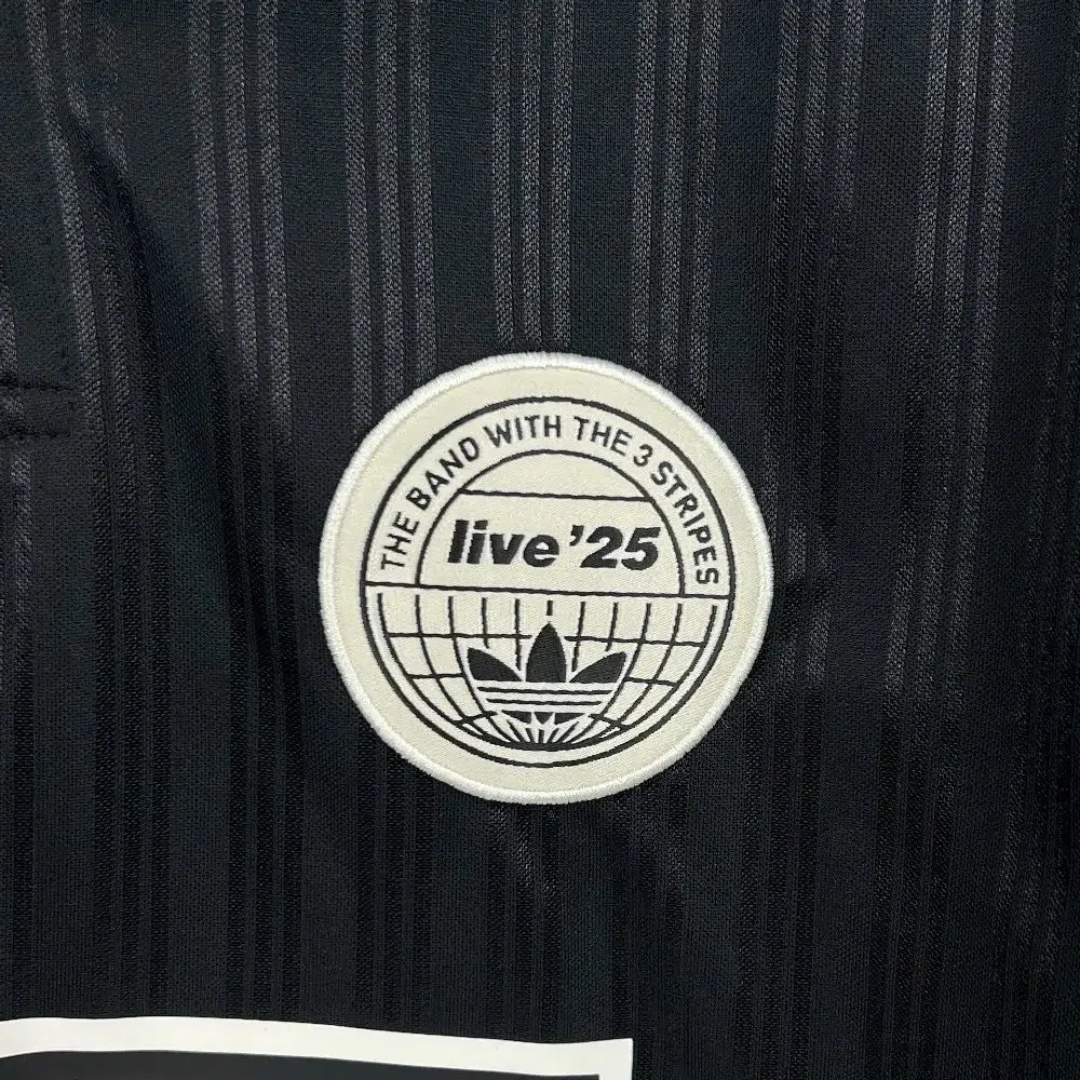 THE BAND WITH THE 3 STRIPES
live '25